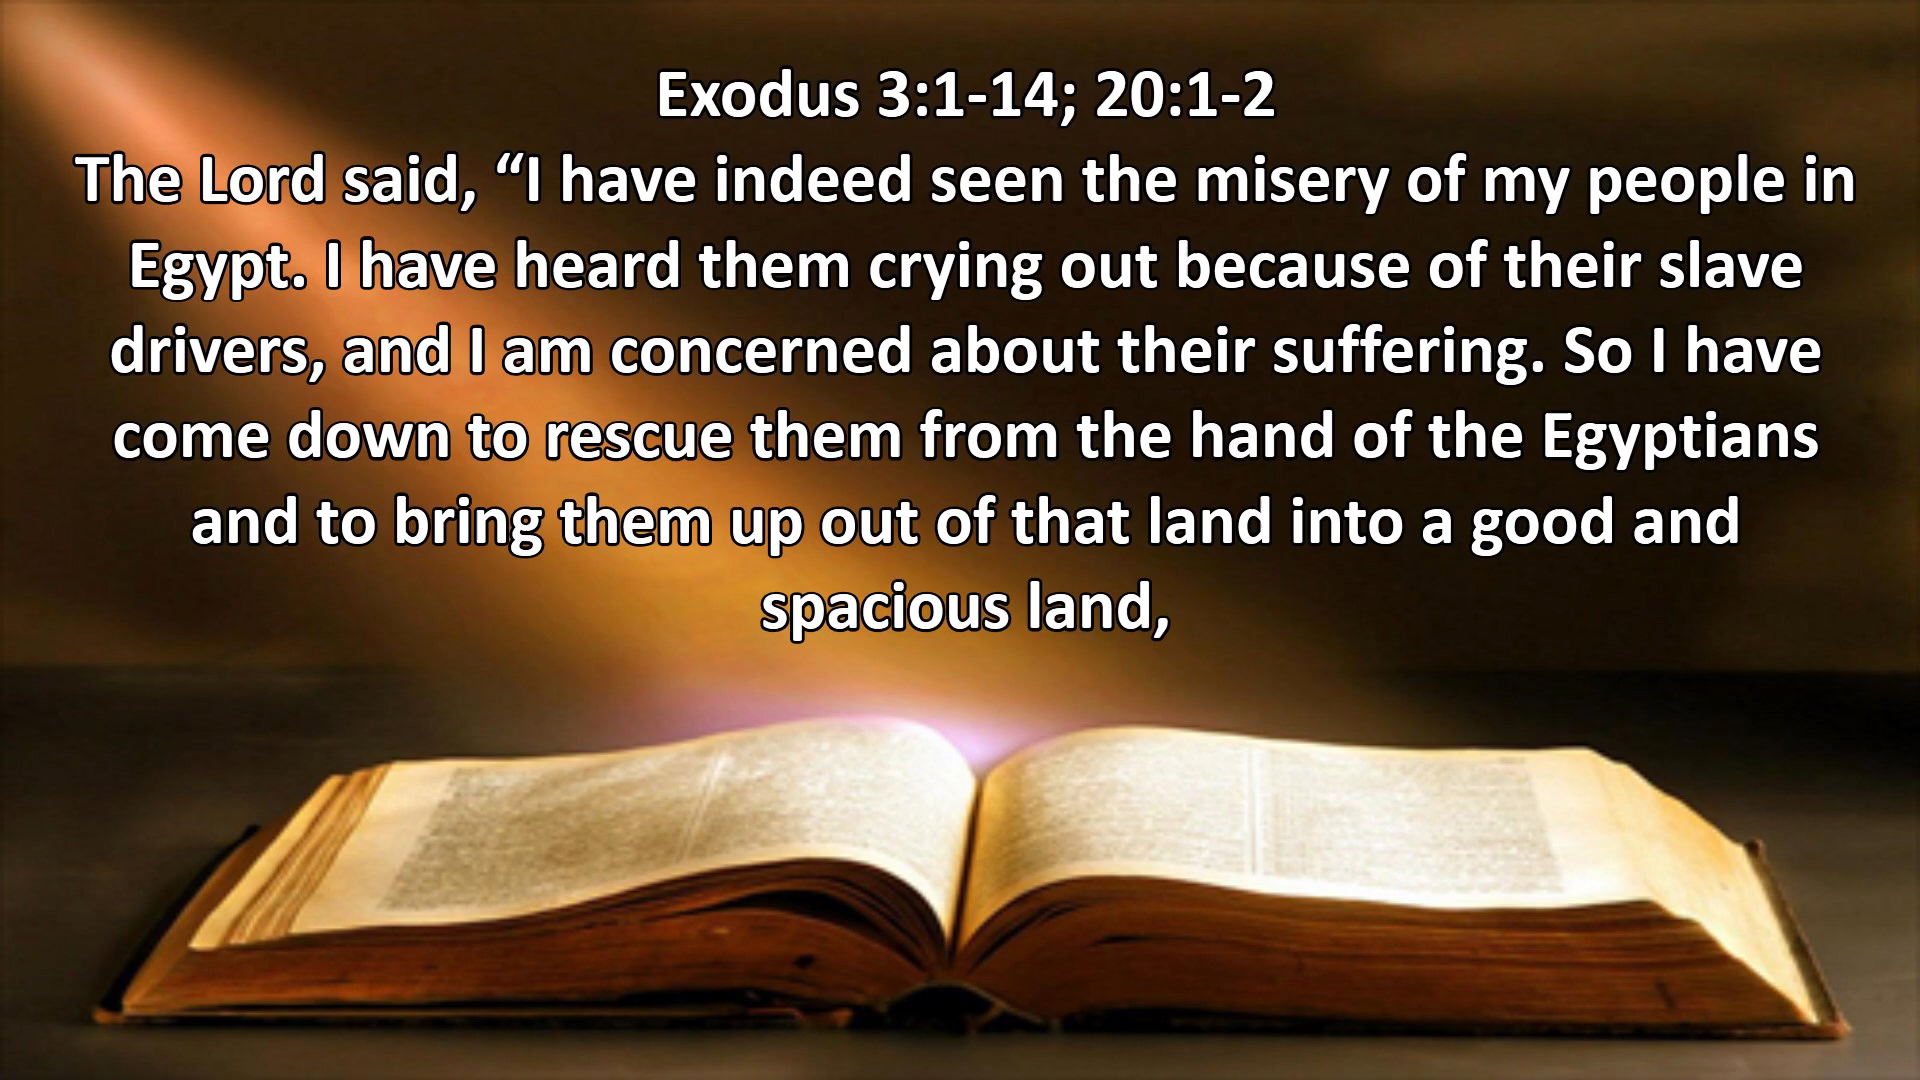 Exodus 3:1-14; 20:1-2
The Lord said, “I have indeed seen the misery of my people in
Egypt. I have heard them crying out because of their slave
drivers, and I am concerned about their suffering. So I have
come down to rescue them from the hand of the Egyptians
and to bring them up out of that land into a good and
spacious land,